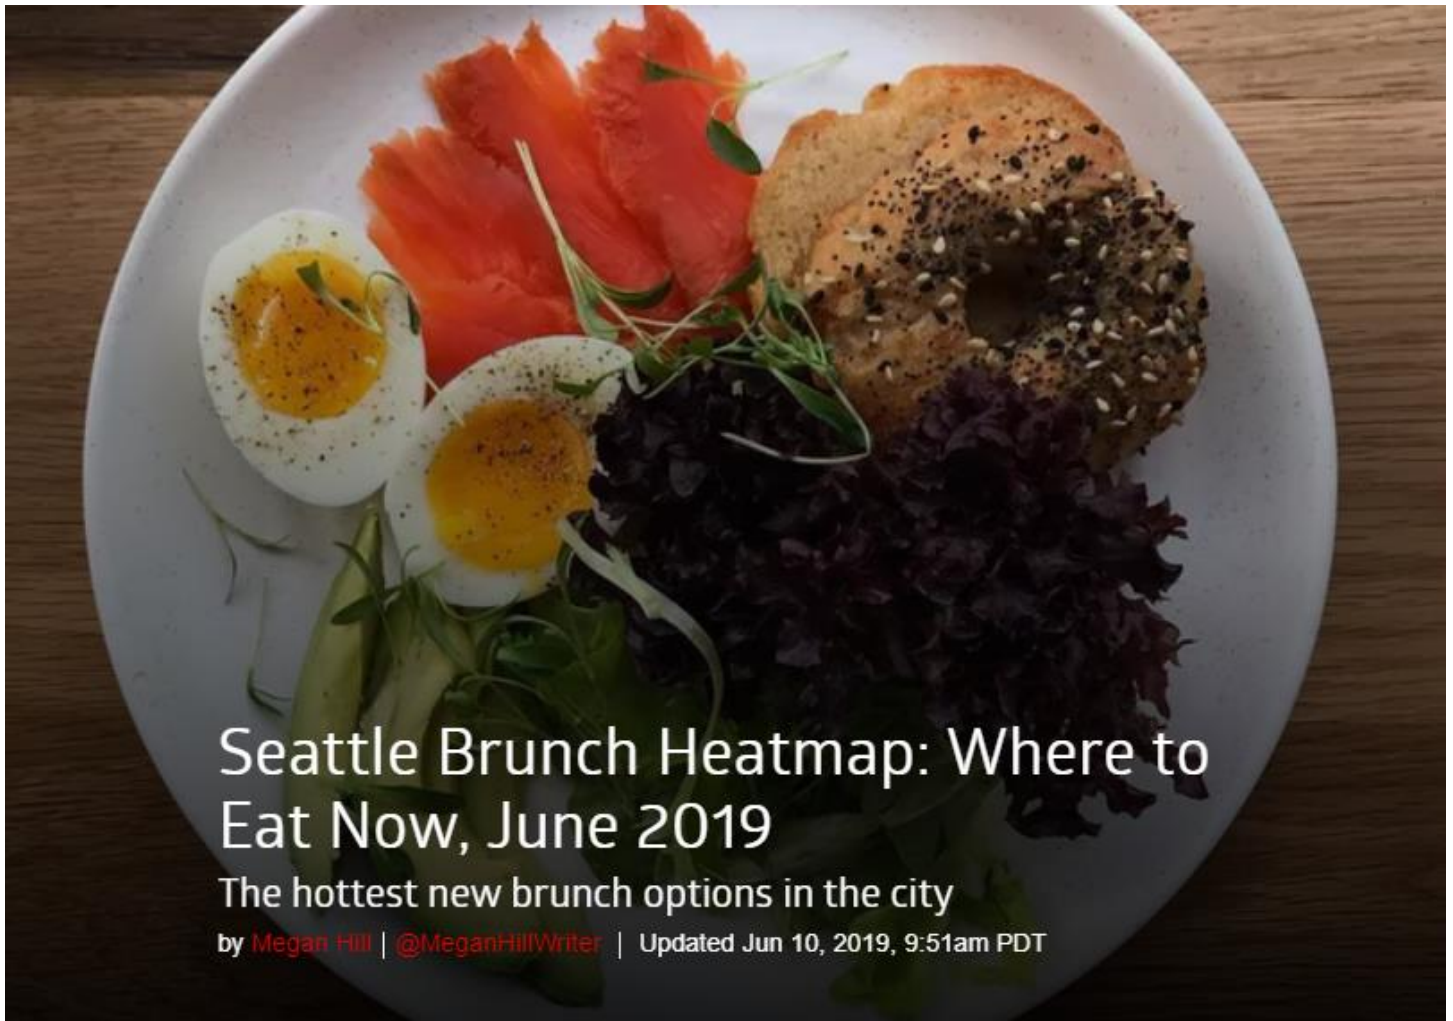 Seattle Brunch Heatmap: Where to
Eat Now, June 2019
The hottest new brunch options in the city
by Megan Hill | @MeganHillWriter | Updated Jun 10, 2019, 9:51am PDT